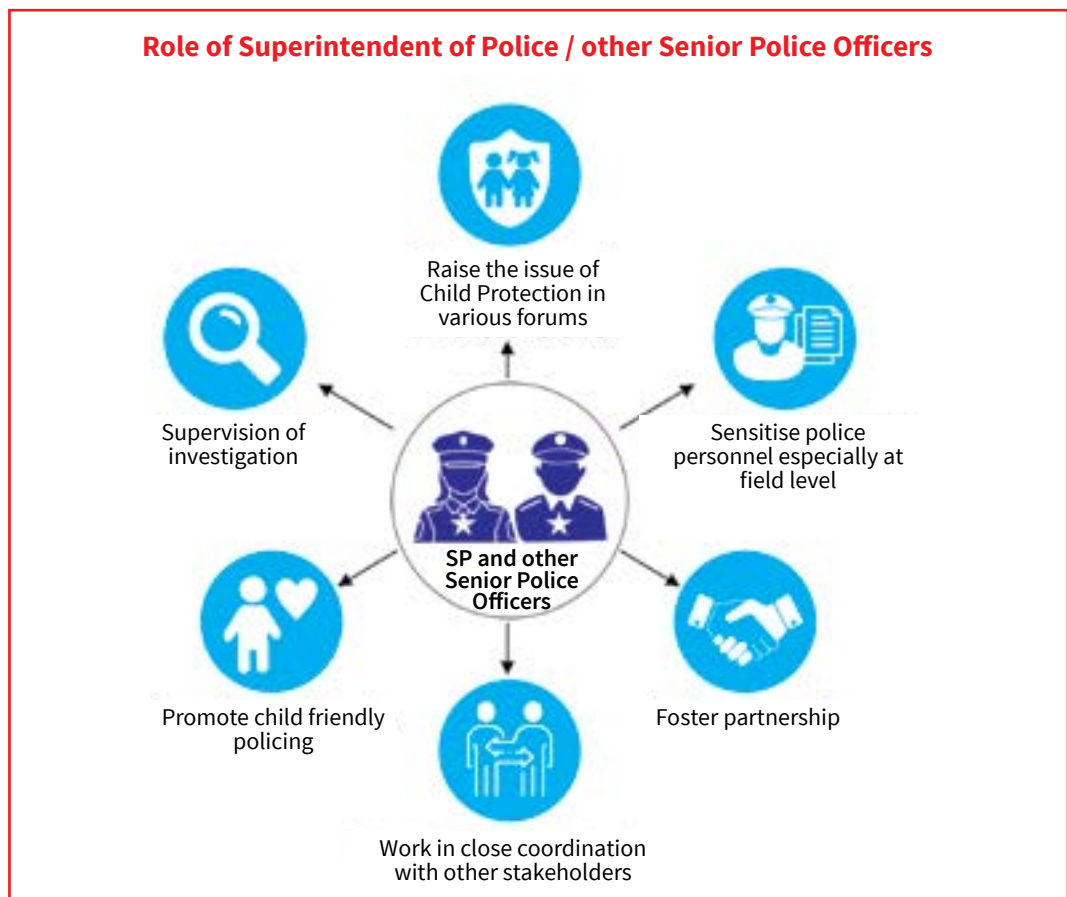 Role of Superintendent of Police / other Senior Police Officers
Raise the issue of
Child Protection in
various forums
Supervision of
investigation
Sensitise police
personnel especially at
field level
SP and other
Senior Police
Officers
Promote child friendly
policing
Foster partnership
Work in close coordination
with other stakeholders